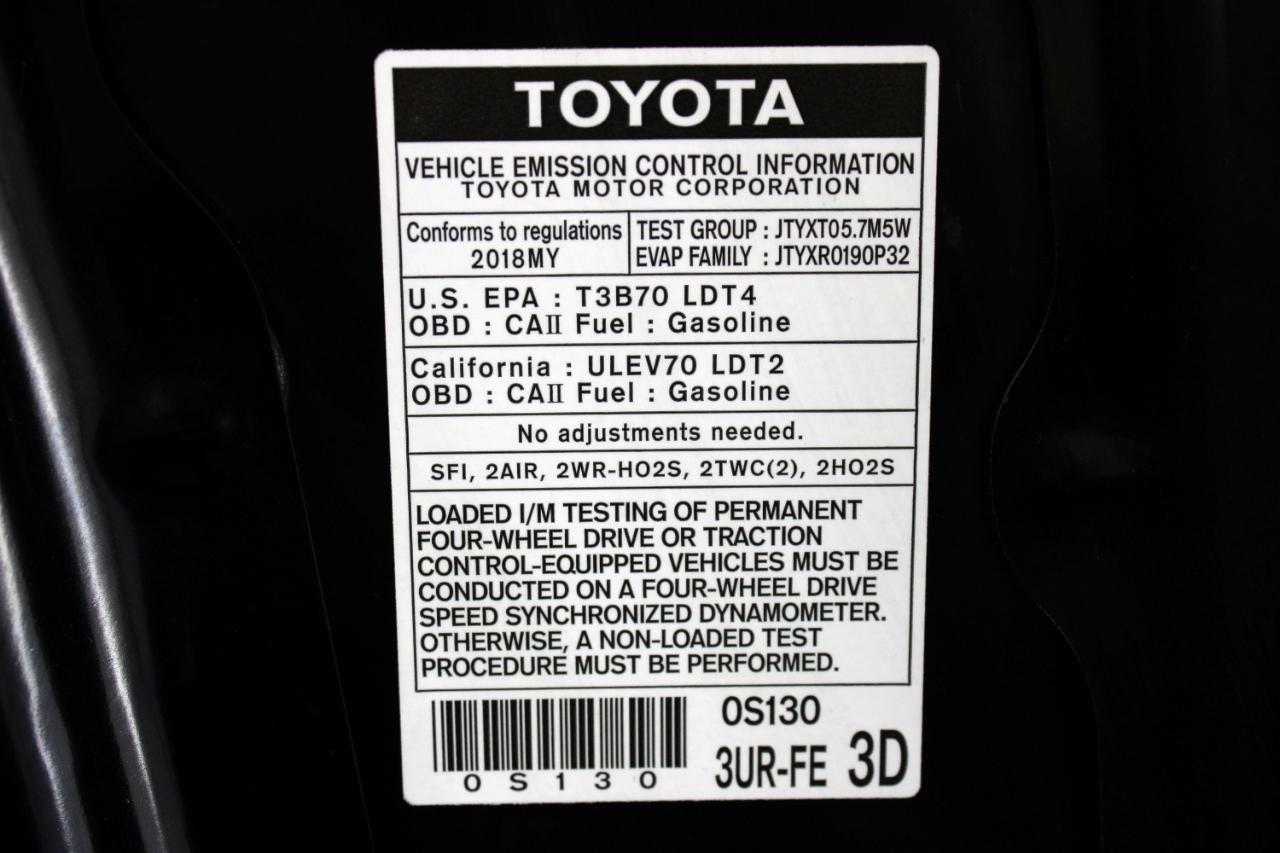 TOYOTA
VEHICLE EMISSION CONTROL INFORMATION
TOYOTA MOTOR CORPORATION
Conforms to regulations
2018MY
TEST GROUP : JTYXT05.7M5W
EVAP FAMILY : JTYXR0190P32
U.S. EPA : T3B70 LDT4
OBD : CAⅡ Fuel : Gasoline
California : ULEV70 LDT2
OBD : CAⅡ Fuel : Gasoline
No adjustments needed.
SFI, 2AIR, 2WR-HO2S, 2TWC(2), 2HO2S
LOADED I/M TESTING OF PERMANENT
FOUR-WHEEL DRIVE OR TRACTION
CONTROL-EQUIPPED VEHICLES MUST BE
CONDUCTED ON A FOUR-WHEEL DRIVE
SPEED SYNCHRONIZED DYNAMOMETER.
OTHERWISE, A NON-LOADED TEST
PROCEDURE MUST BE PERFORMED.
0S130
0S130
3UR-FE 3D